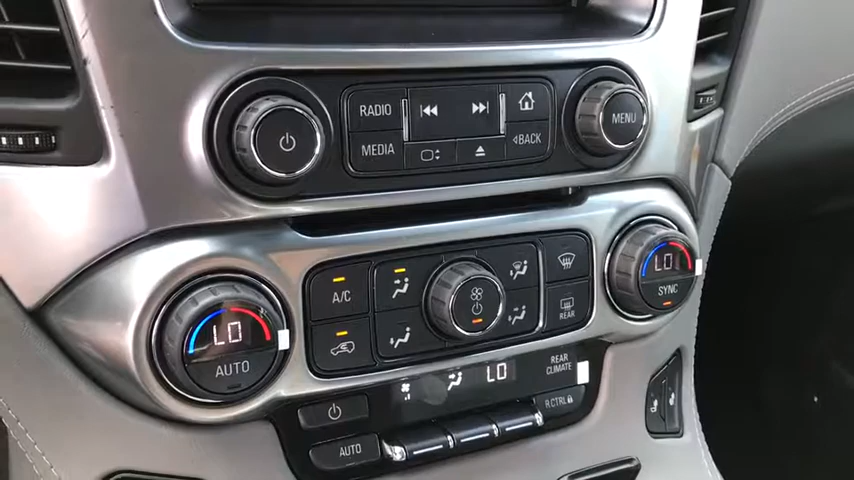 RADIO
MEDIA
BACK
MENU
A/C
LO
AUTO
REAR
LO
SYNC
LO
REAR
CLIMATE
R.CTRL
AUTO